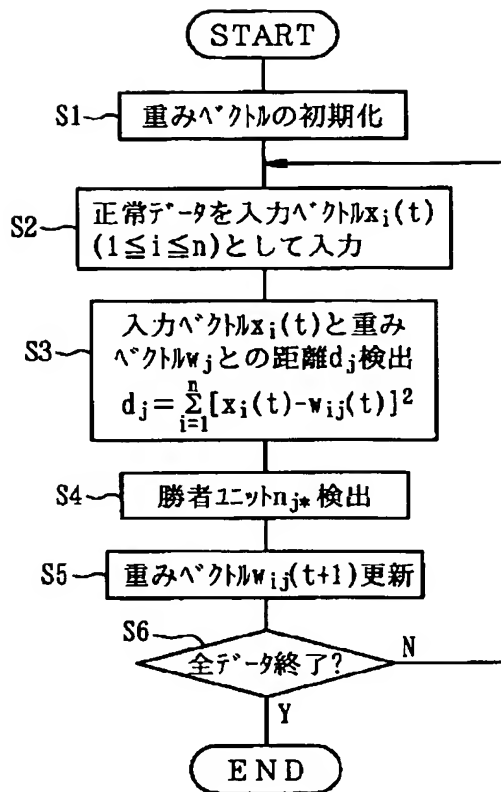 START
S1 重みベクトルの初期化
S2 正常データを入力ベクトルxi(t)
(1≦i≦n)として入力
S3 入力ベクトルxi(t)と重み
ベクトルwjとの距離dj検出
dj=Σ[xi(t)-wij(t)]²
n
i=1
S4 勝者ユニットnj*検出
S5 重みベクトルwij(t+1)更新
S6 全データ終了?
N
Y
END